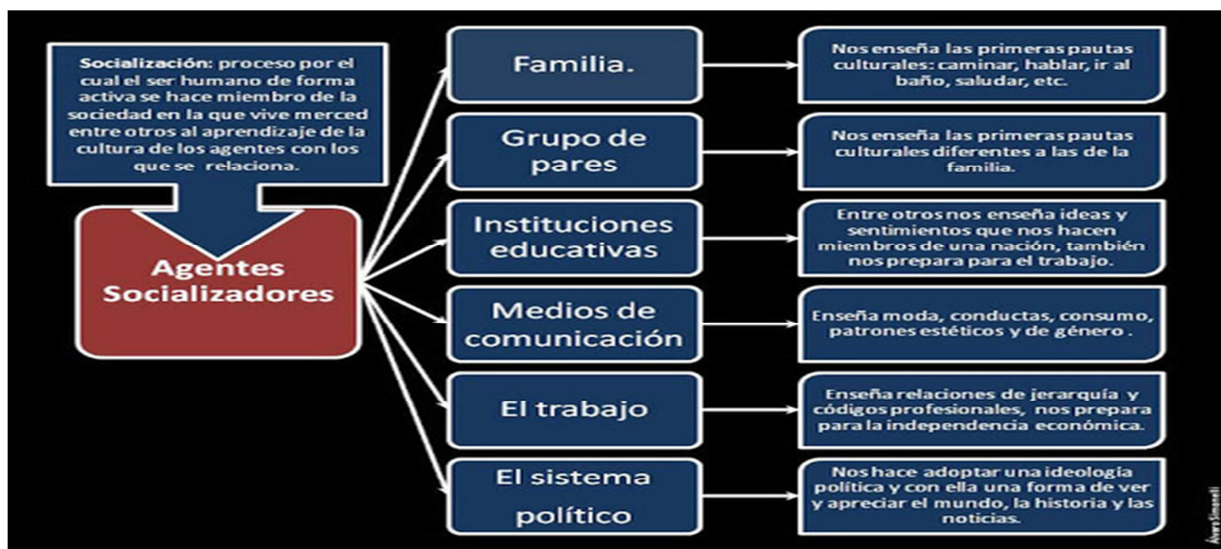 Socialización: proceso por el
cual el ser humano de forma
activa se hace miembro de la
sociedad en la que vive merced
entre otros al aprendizaje de la
cultura de los agentes con los
que se relaciona.
Agentes
Socializadores
Familia.
Nos enseña las primeras pautas
culturales: caminar, hablar, ir al
baño, saludar, etc.
Grupo de
pares
Nos enseña las primeras pautas
culturales diferentes a las de la
familia.
Instituciones
educativas
Entre otros nos enseña ideas y
sentimientos que nos hacen
miembros de una nación, también
nos prepara para el trabajo.
Medios de
comunicación
Enseña moda, conductas, consumo,
patrones estéticos y de género .
El trabajo
Enseña relaciones de jerarquía y
códigos profesionales, nos prepara
para la independencia económica.
El sistema
político
Nos hace adoptar una ideología
política y con ella una forma de ver
y apreciar el mundo, la historia y las
noticias.
Álvaro